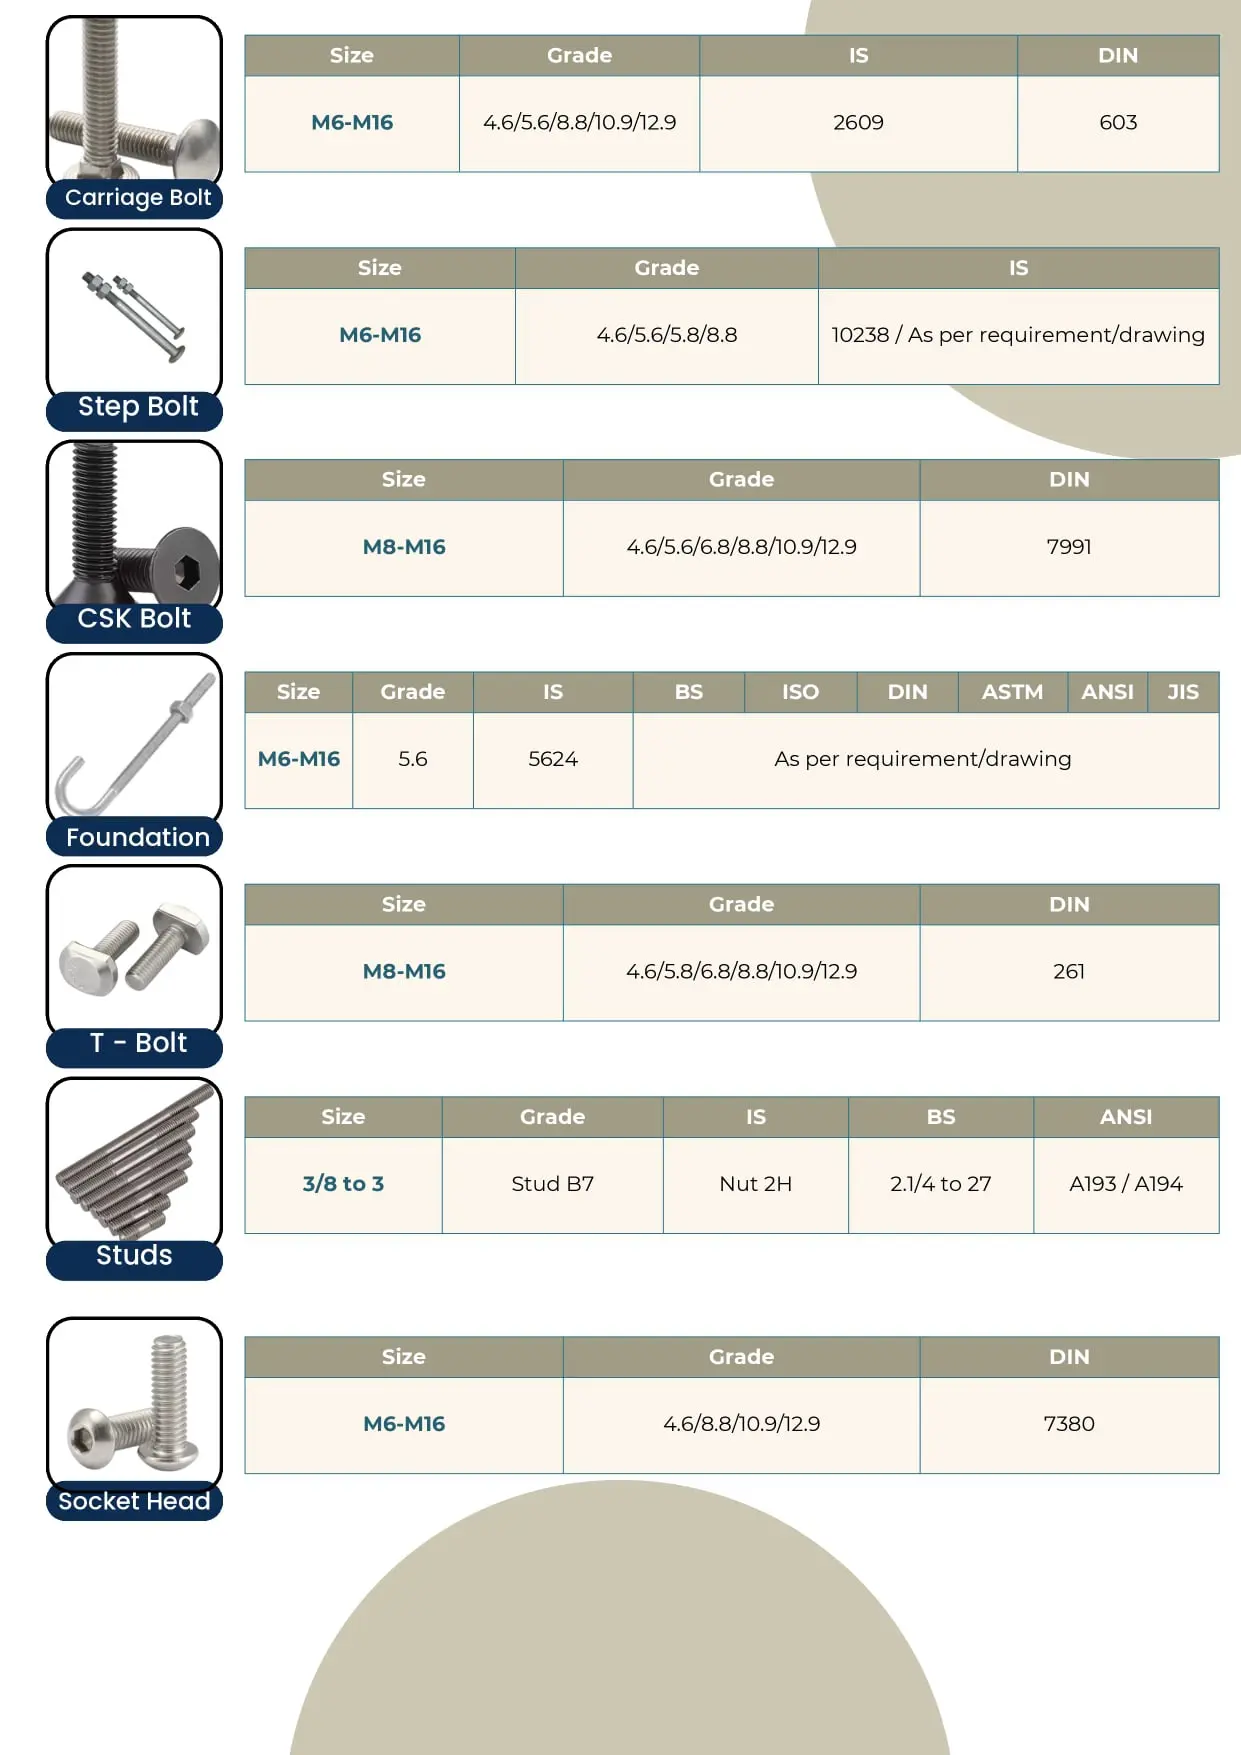 Size Grade IS DIN
M6-M16 4.6/5.6/8.8/10.9/12.9 2609 603
Carriage Bolt
Size Grade IS
M6-M16 4.6/5.6/5.8/8.8 10238 / As per requirement/drawing
Step Bolt
Size Grade DIN
M8-M16 4.6/5.6/6.8/8.8/10.9/12.9 7991
CSK Bolt
Size Grade IS BS ISO DIN ASTM ANSI JIS
M6-M16 5.6 5624 As per requirement/drawing
Foundation
Size Grade DIN
M8-M16 4.6/5.8/6.8/8.8/10.9/12.9 261
T - Bolt
Size Grade IS BS ANSI
3/8 to 3 Stud B7 Nut 2H 2.1/4 to 27 A193 / A194
Studs
Size Grade DIN
M6-M16 4.6/8.8/10.9/12.9 7380
Socket Head